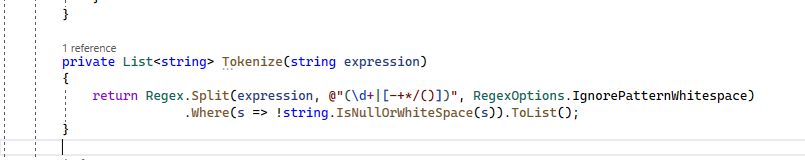 }
1 reference
private List<string> Tokenize(string expression)
{
return Regex.Split(expression, @"(\d+|[-+*/()])", RegexOptions.IgnorePatternWhitespace)
.Where(s => !string.IsNullOrWhiteSpace(s)).ToList();
}